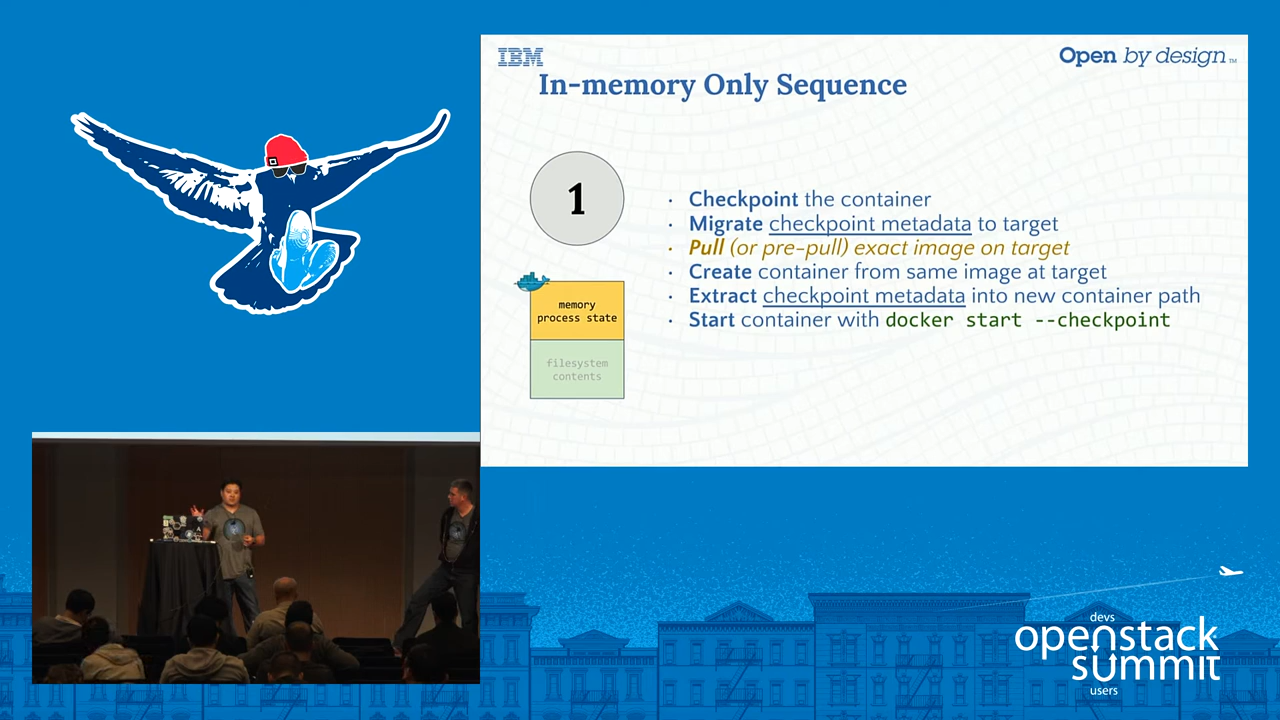 IBM
Open by design™
In-memory Only Sequence
1
· Checkpoint the container
· Migrate checkpoint metadata to target
· Pull (or pre-pull) exact image on target
· Create container from same image at target
· Extract checkpoint metadata into new container path
· Start container with docker start --checkpoint
memory
process state
filesystem
contents
devs
openstack
summit
users